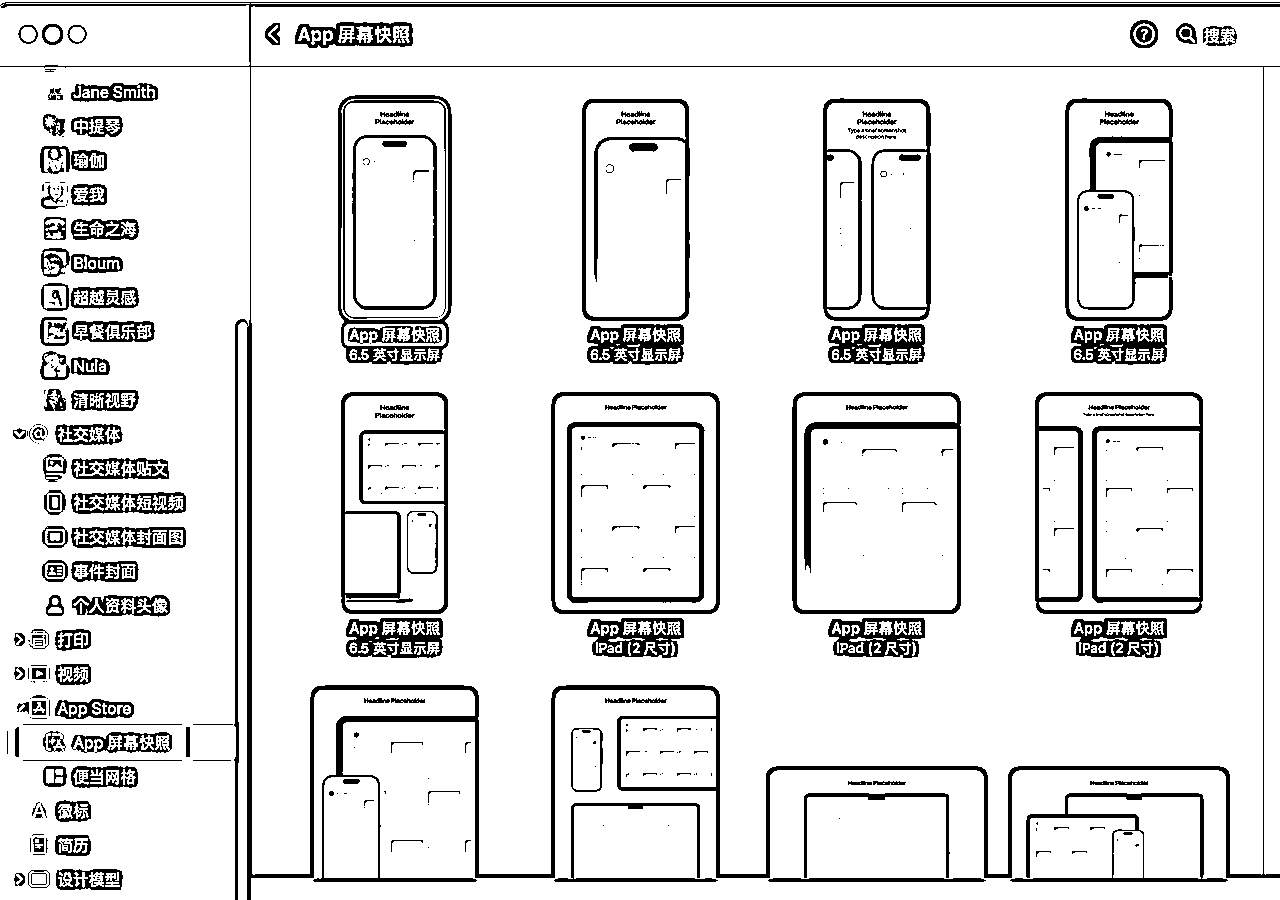 App 屏幕快照
搜索
Jane Smith
中提琴
瑜伽
爱我
生命之海
Bloum
超越灵感
早餐俱乐部
Nula
清晰视野
社交媒体
社交媒体贴文
社交媒体短视频
社交媒体封面图
事件封面
个人资料头像
打印
视频
App Store
App 屏幕快照
便当网格
徽标
简历
设计模型
Headline
Placeholder
App 屏幕快照
6.5 英寸显示屏
Headline
Placeholder
App 屏幕快照
6.5 英寸显示屏
Headline
Placeholder
Type a brief screenshot
description here
App 屏幕快照
6.5 英寸显示屏
Headline
Placeholder
App 屏幕快照
6.5 英寸显示屏
Headline
Placeholder
App 屏幕快照
6.5 英寸显示屏
Headline Placeholder
App 屏幕快照
iPad (2 尺寸)
Headline Placeholder
App 屏幕快照
iPad (2 尺寸)
Headline Placeholder
Type a brief screenshot description here
App 屏幕快照
iPad (2 尺寸)
Headline Placeholder
Headline Placeholder
Headline Placeholder
Headline Placeholder